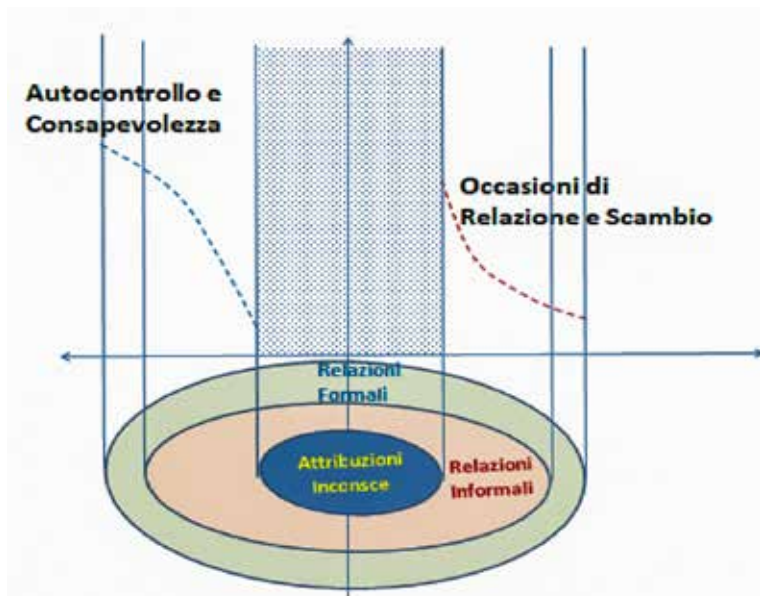 Autocontrollo e
Consapevolezza
Occasioni di
Relazione e Scambio
Relazioni
Formali
Attribuzioni
Inconsce
Relazioni
Informali